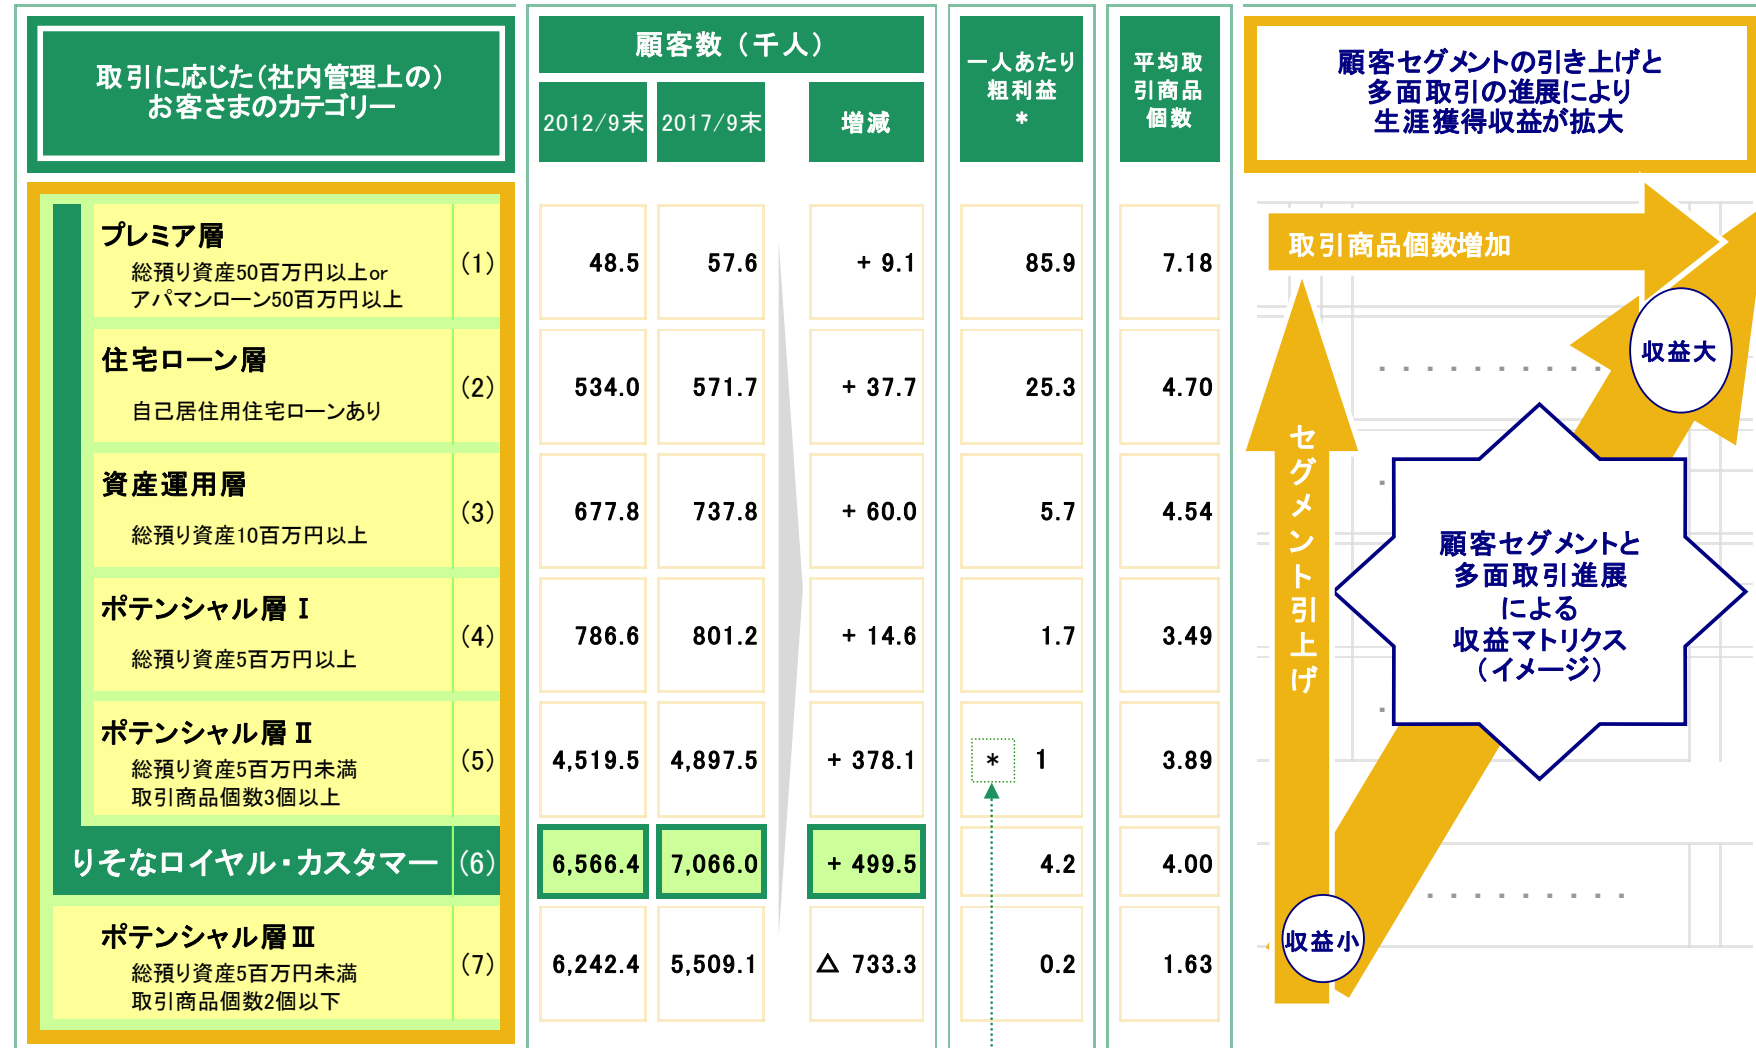 取引に応じた(社内管理上の)
お客さまのカテゴリー
顧客数（千人）
2012/9末
2017/9末
増減
一人あたり
粗利益
*
平均取
引商品
個数
顧客セグメントの引き上げと
多面取引の進展により
生涯獲得収益が拡大
プレミア層
総預り資産50百万円以上or
アパマンローン50百万円以上
(1)
48.5
57.6
+ 9.1
85.9
7.18
住宅ローン層
自己居住用住宅ローンあり
(2)
534.0
571.7
+ 37.7
25.3
4.70
資産運用層
総預り資産10百万円以上
(3)
677.8
737.8
+ 60.0
5.7
4.54
ポテンシャル層 Ⅰ
総預り資産5百万円以上
(4)
786.6
801.2
+ 14.6
1.7
3.49
ポテンシャル層 Ⅱ
総預り資産5百万円未満
取引商品個数3個以上
(5)
4,519.5
4,897.5
+ 378.1
* 1
3.89
りそなロイヤル・カスタマー
(6)
6,566.4
7,066.0
+ 499.5
4.2
4.00
ポテンシャル層Ⅲ
総預り資産5百万円未満
取引商品個数2個以下
(7)
6,242.4
5,509.1
△ 733.3
0.2
1.63
取引商品個数増加
セグメント引上げ
収益大
顧客セグメントと
多面取引進展
による
収益マトリクス
（イメージ）
収益小